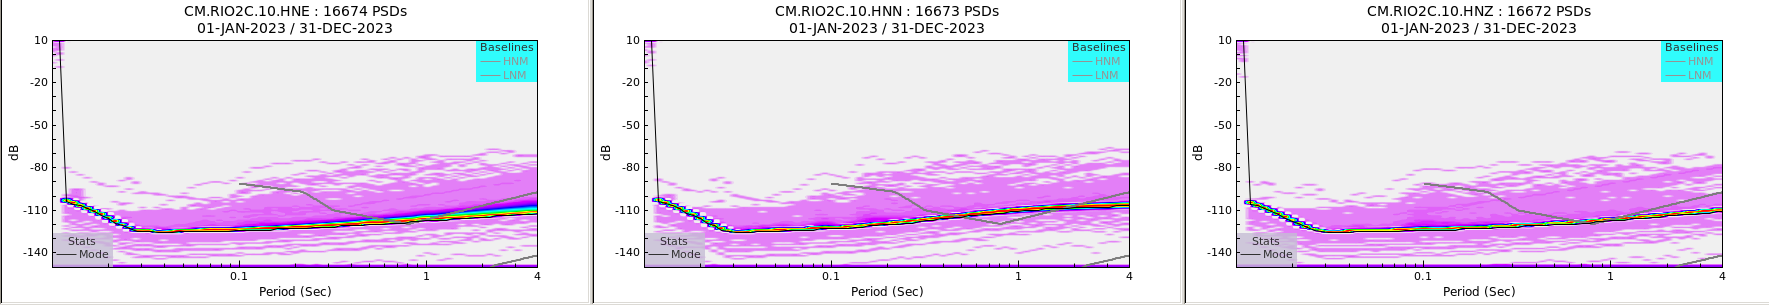 CM.RIO2C.10.HNE : 16674 PSDs
01-JAN-2023 / 31-DEC-2023
10
-20
-50
-80
-110
-140
dB
Baselines
HNM
LNM
Stats
Mode
0.1
1
4
Period (Sec)
CM.RIO2C.10.HNN : 16673 PSDs
01-JAN-2023 / 31-DEC-2023
10
-20
-50
-80
-110
-140
dB
Baselines
HNM
LNM
Stats
Mode
0.1
1
4
Period (Sec)
CM.RIO2C.10.HNZ : 16672 PSDs
01-JAN-2023 / 31-DEC-2023
10
-20
-50
-80
-110
-140
dB
Baselines
HNM
LNM
Stats
Mode
0.1
1
4
Period (Sec)